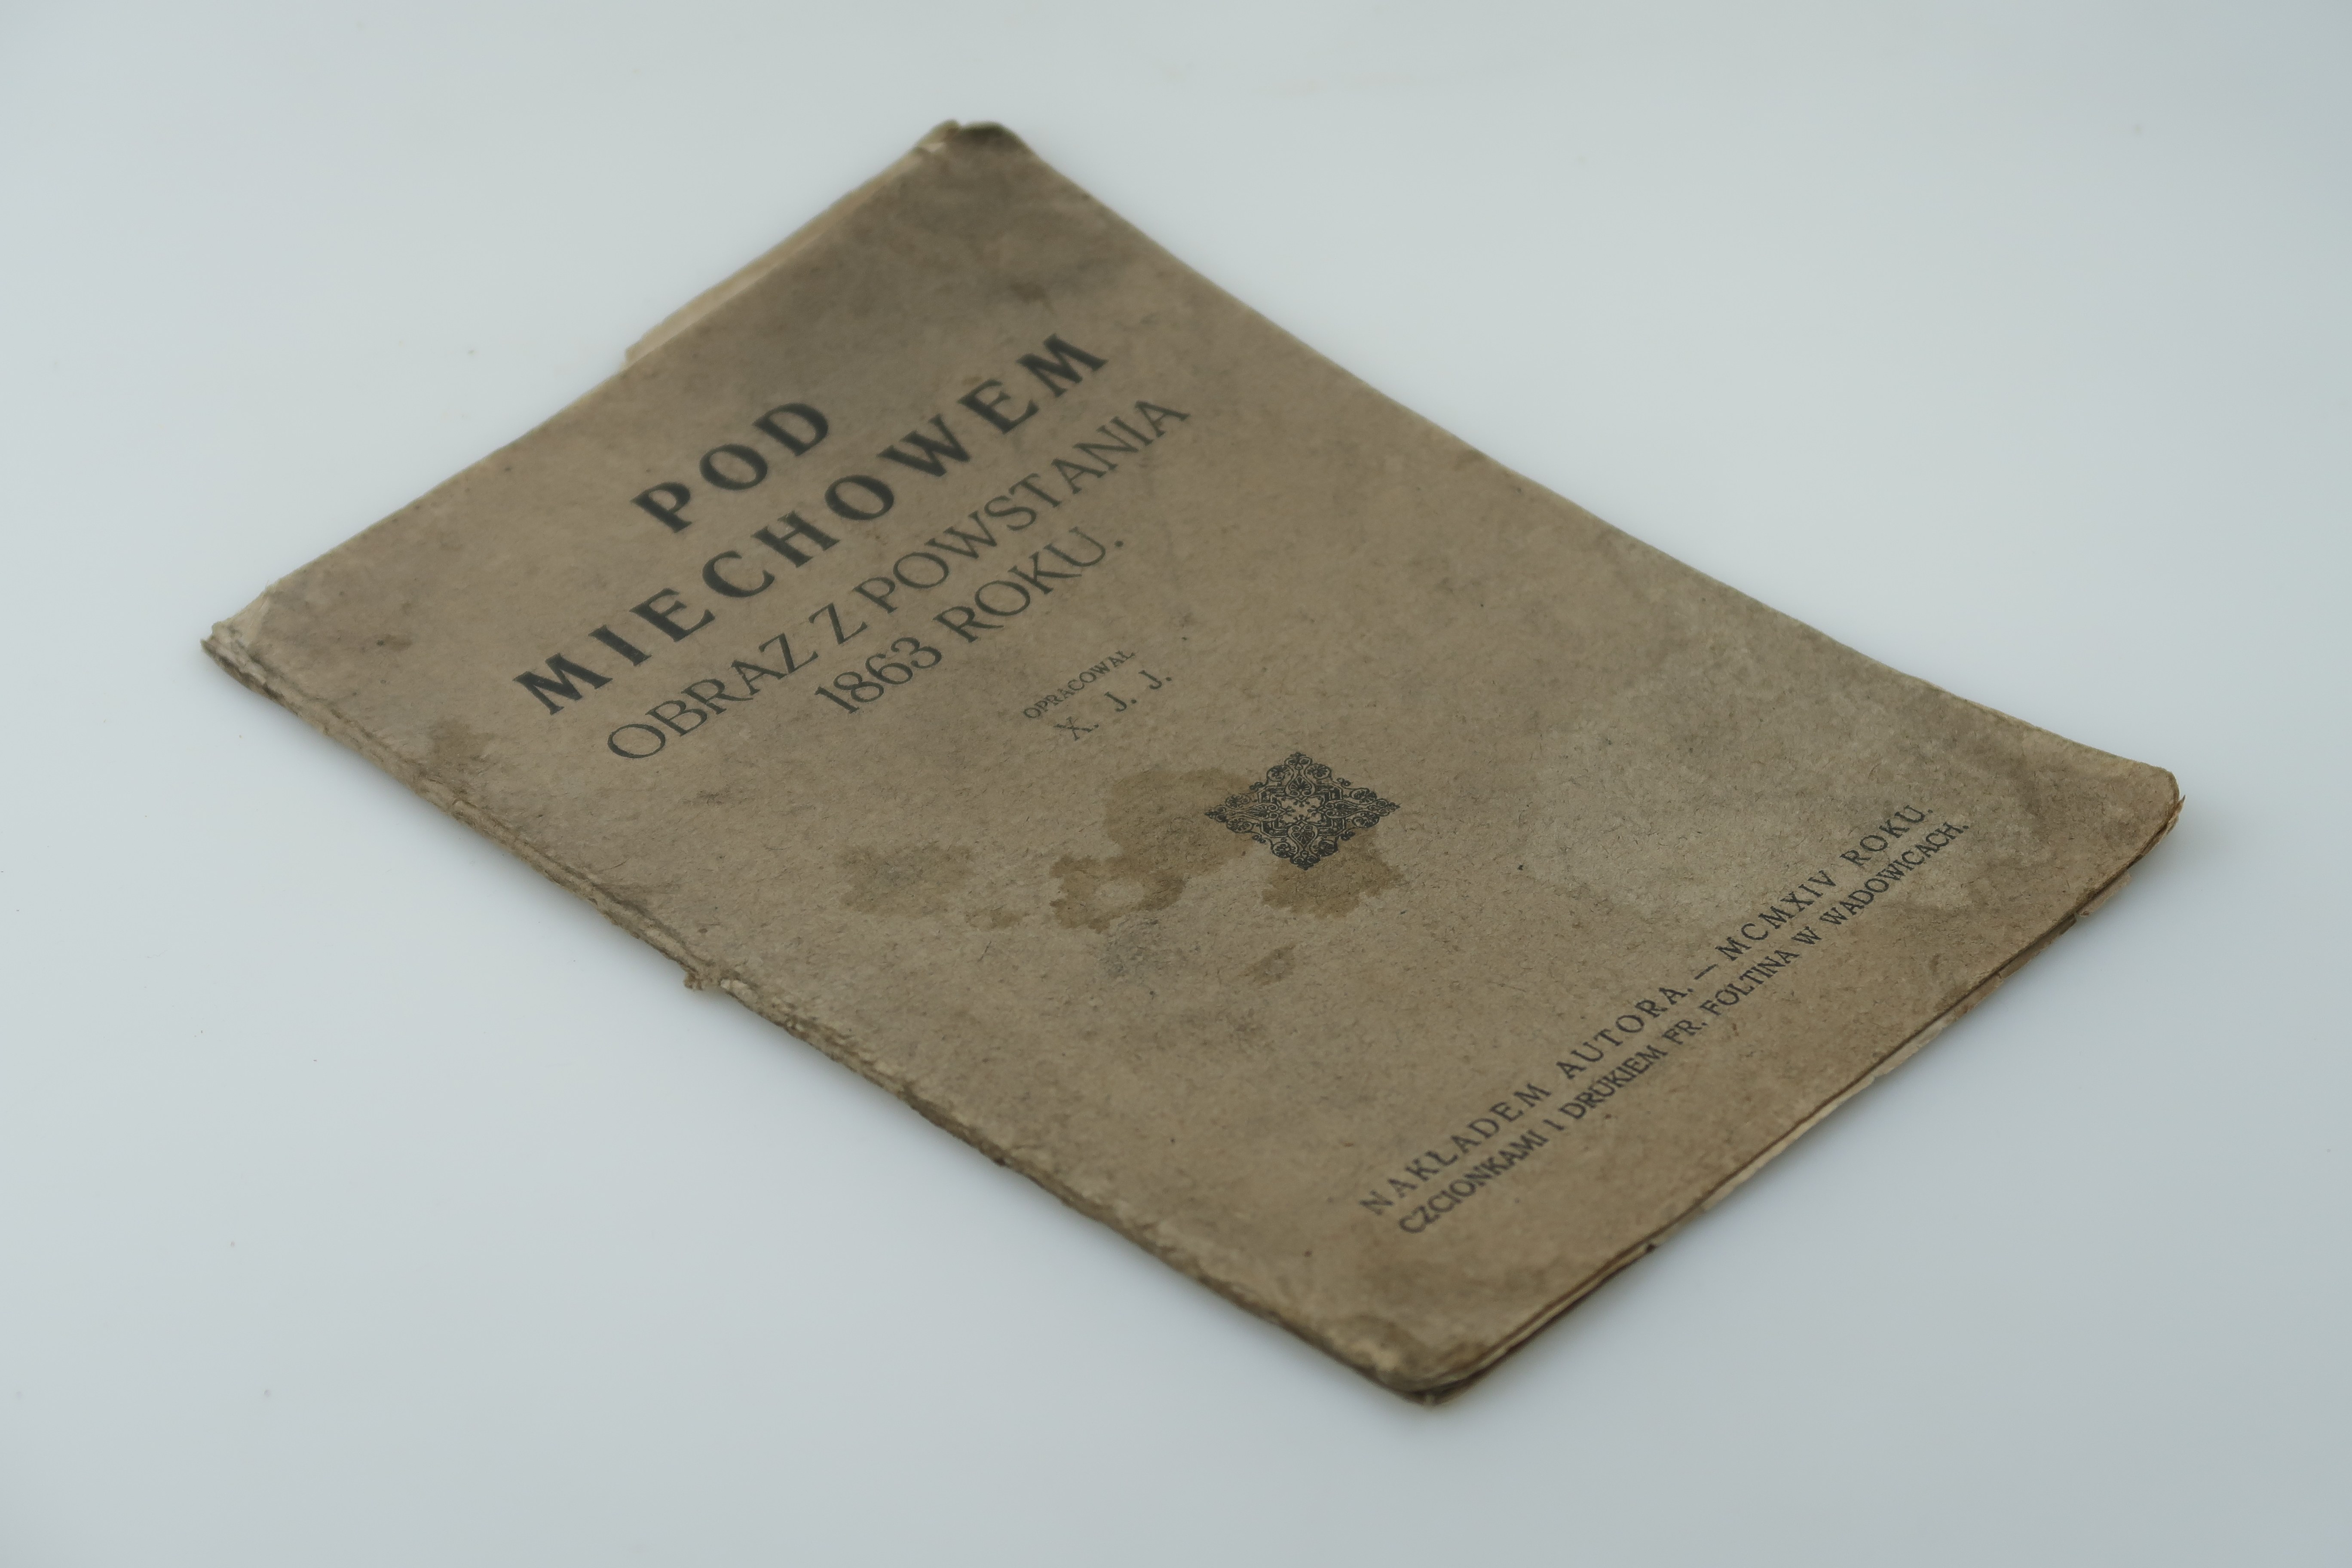 POD
MIECHOWEM
OBRAZ Z POWSTANIA
1863 ROKU.
OPRACOWAŁ
X. J. J.
NAKŁADEM AUTORA. — MCMXIV ROKU.
CZCIONKAMI I DRUKIEM FR. FOLTINA W WADOWICACH.